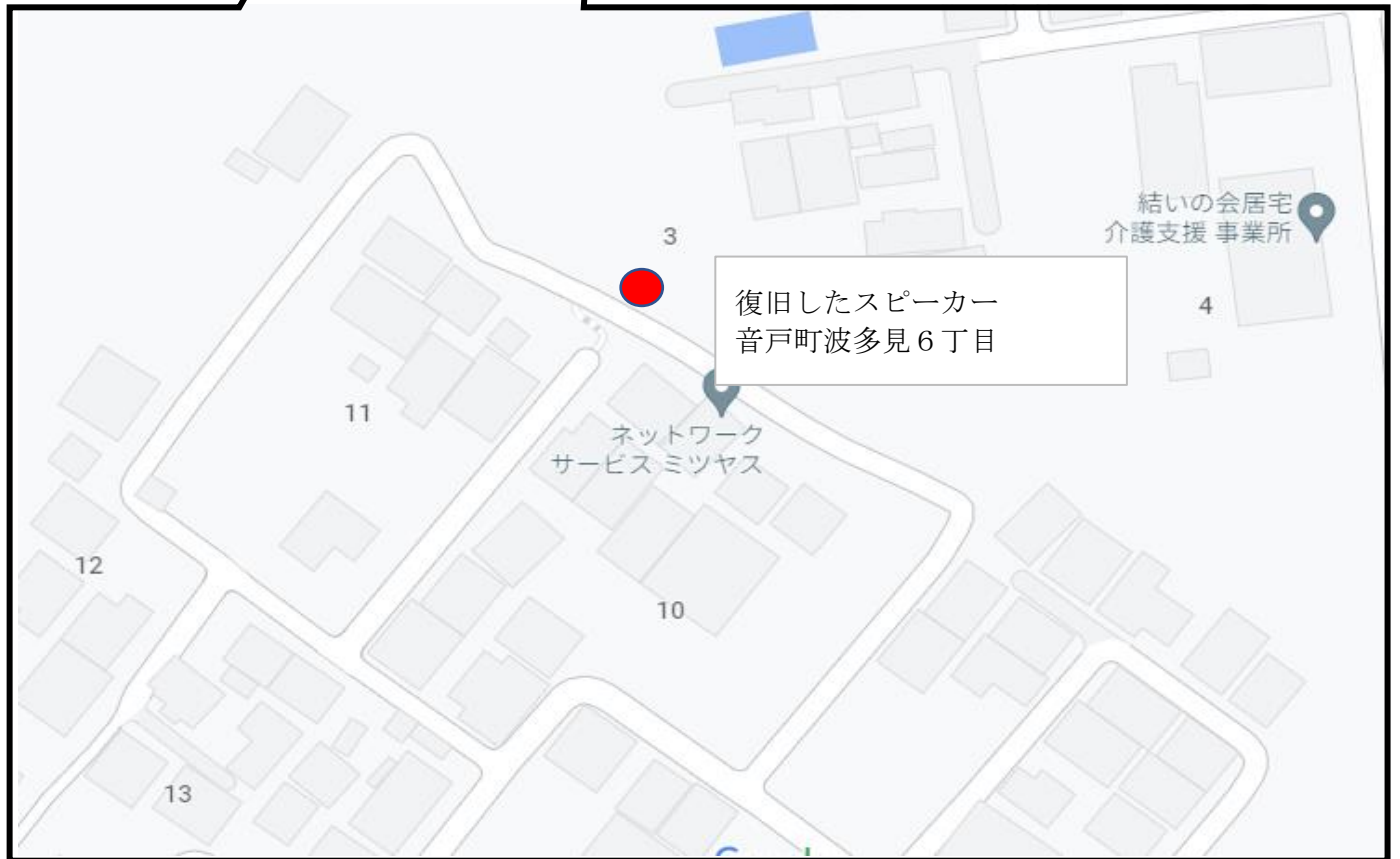 3
結いの会居宅
介護支援 事業所
復旧したスピーカー
音戸町波多見６丁目
4
11
ネットワーク
サービス ミツヤス
12
10
13